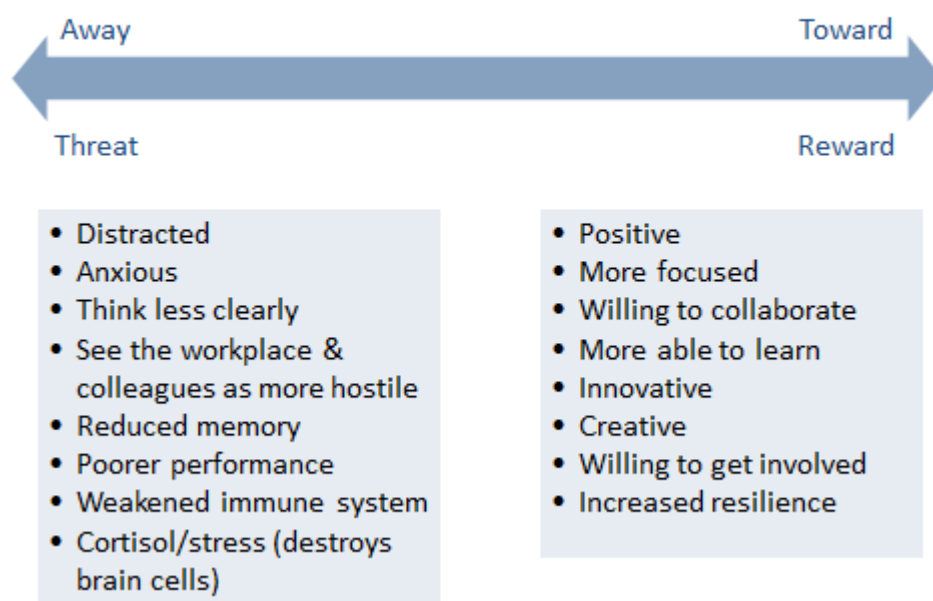 Away
Toward
Threat
Reward
• Distracted
• Anxious
• Think less clearly
• See the workplace &
colleagues as more hostile
• Reduced memory
• Poorer performance
• Weakened immune system
• Cortisol/stress (destroys
brain cells)
• Positive
• More focused
• Willing to collaborate
• More able to learn
• Innovative
• Creative
• Willing to get involved
• Increased resilience